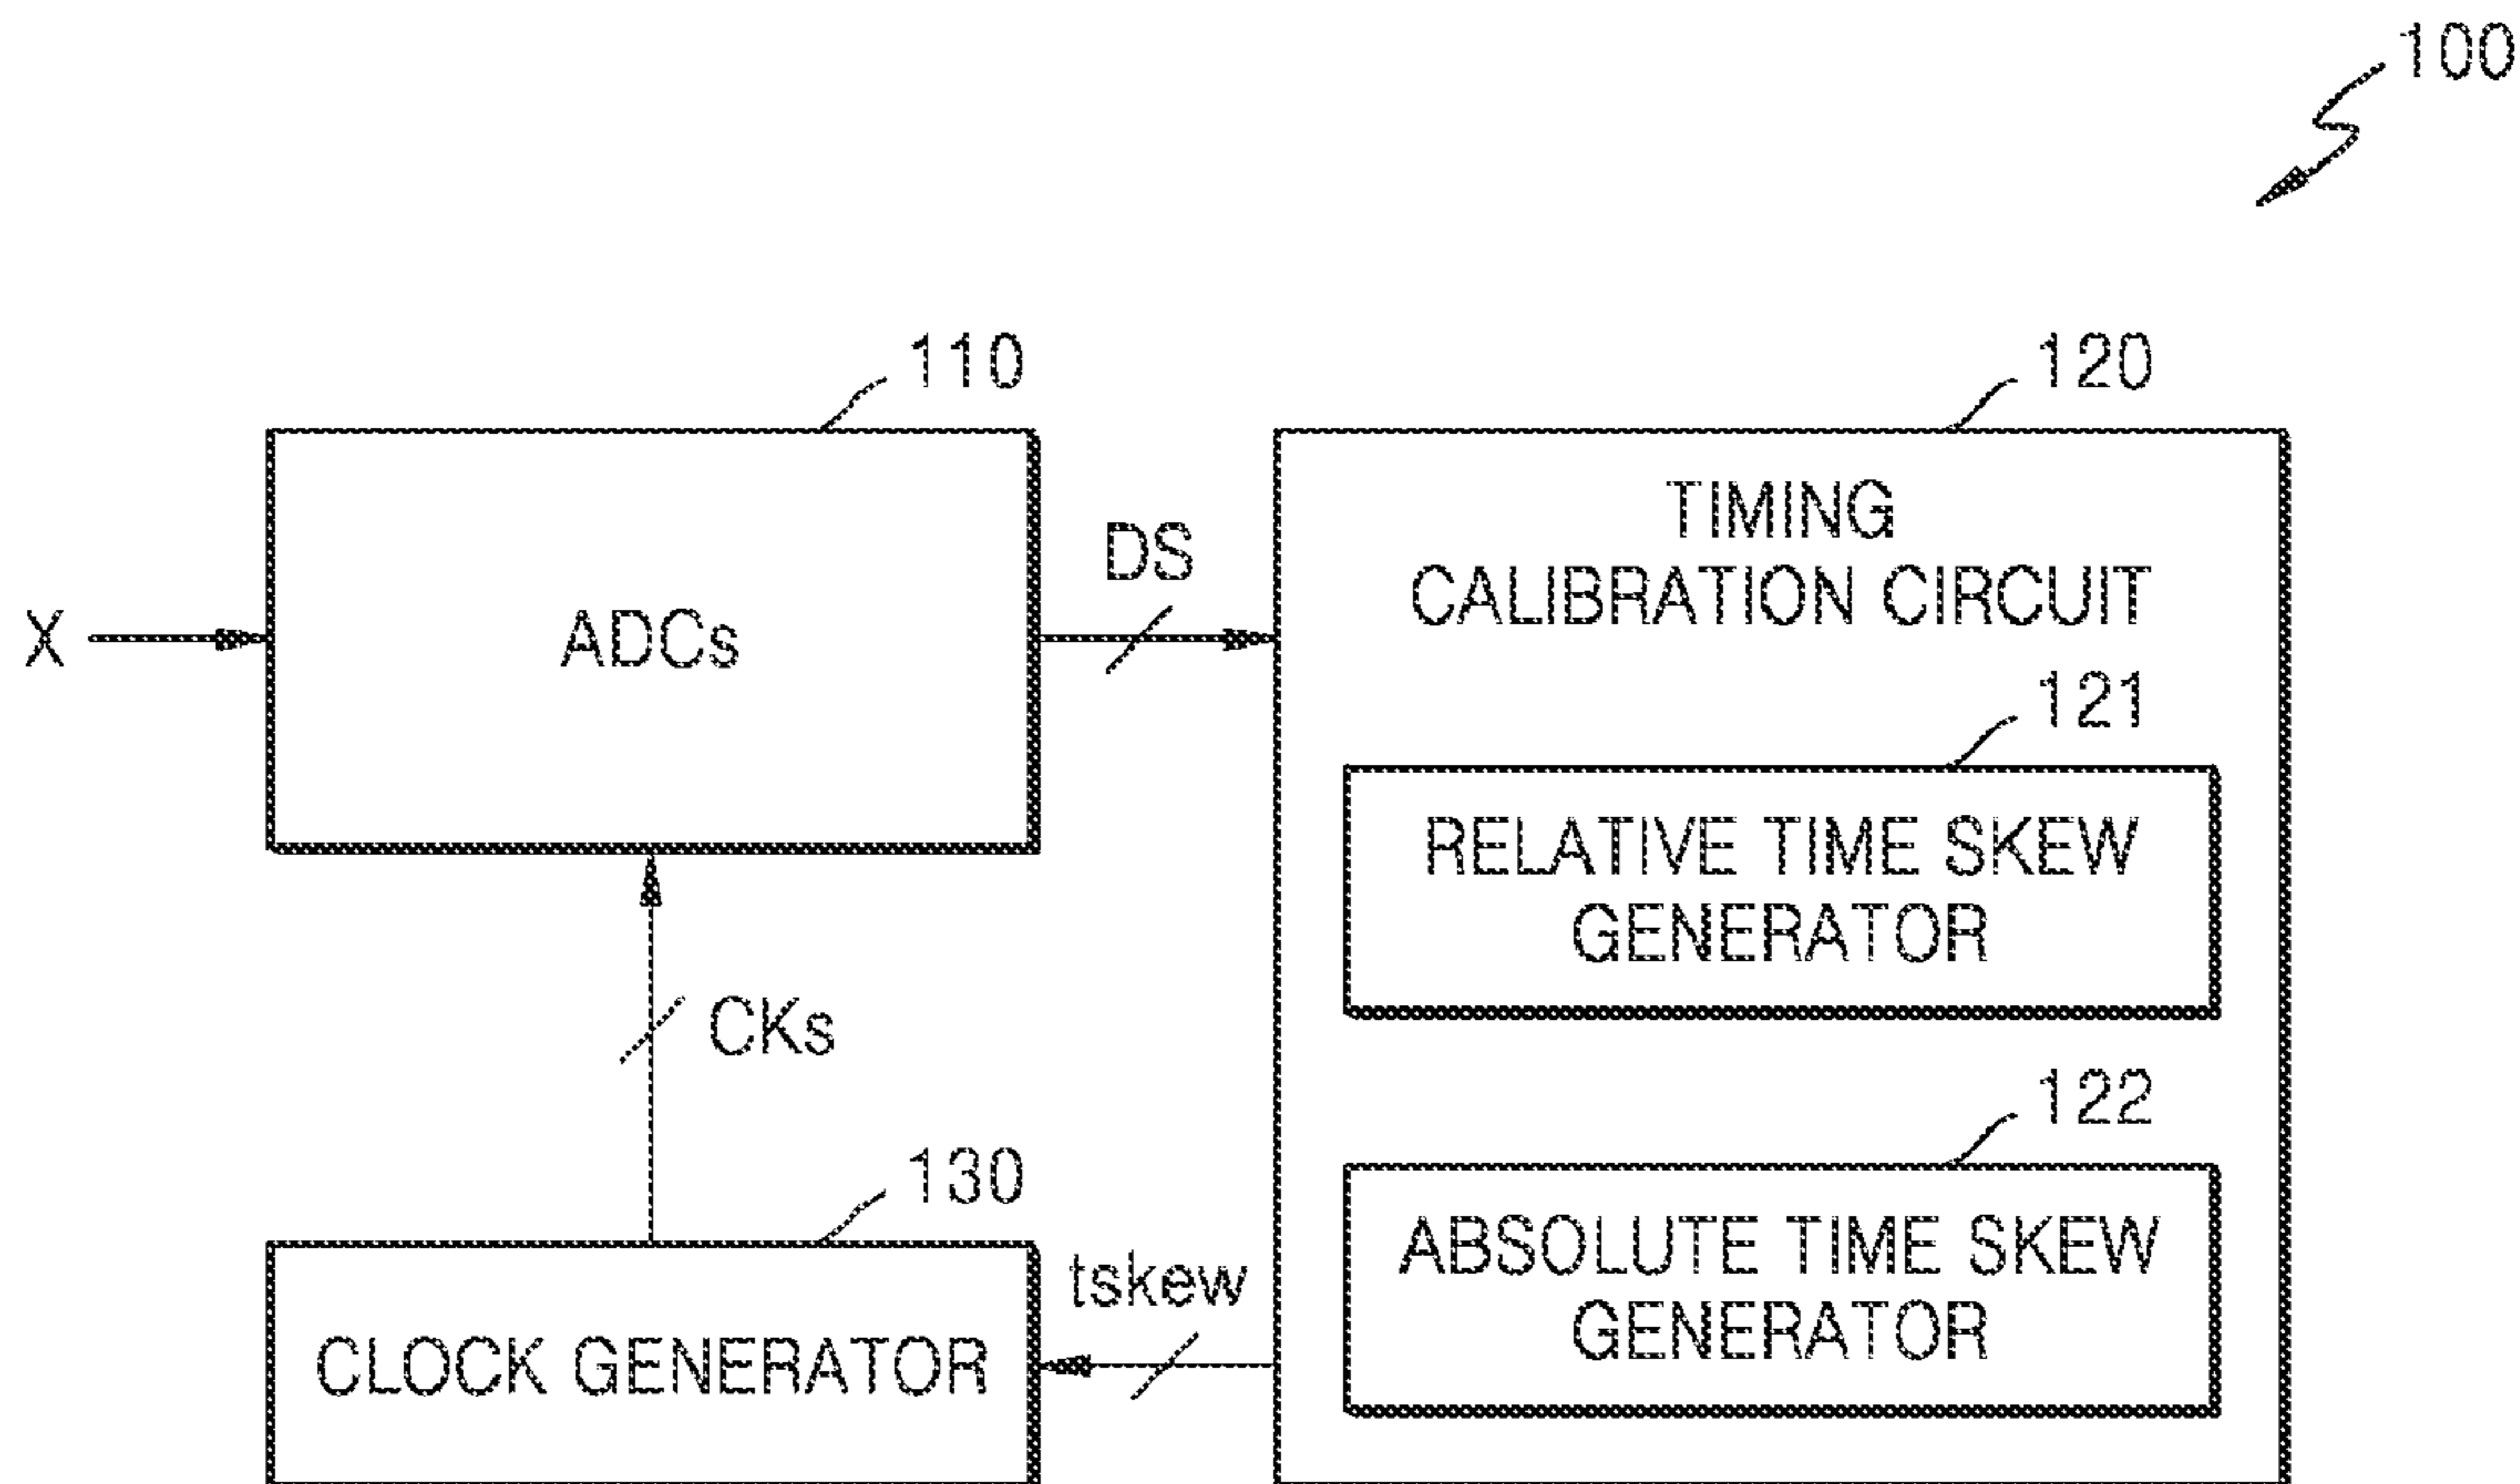 100
110
120
TIMING
CALIBRATION CIRCUIT
DS
X
ADCs
121
RELATIVE TIME SKEW
GENERATOR
CKs
122
130
ABSOLUTE TIME SKEW
GENERATOR
tskew
CLOCK GENERATOR